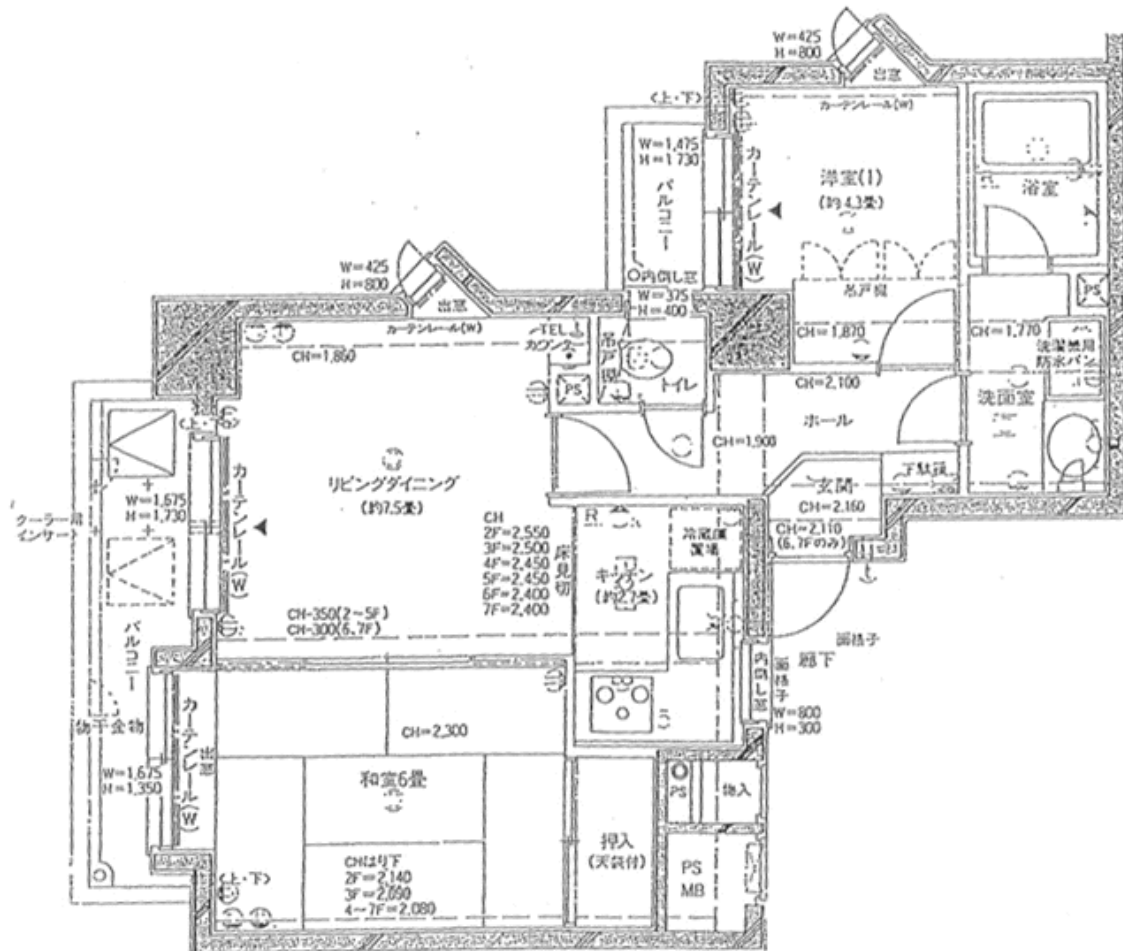 W=425
H=800
出窓
カーテンレール(W)
(上・下)
W=1,475
H=1730
バルコニー
カーテンレール(W)
洋室(1)
(約4.3畳)
浴室
W=425
H=800
出窓
カーテンレール(W)
内倒し窓
W=375
H=400
吊戸棚
PS
CH=1,870
CH=1,770
洗濯機用
防水パン
CH=1,860
TEL
カウンター
吊戸棚
PS
トイレ
CH=2,100
洗面室
ホール
CH=1,900
カーテンレール(W)
リビングダイニング
(約7.5畳)
下駄箱
玄関
CH=2,160
CH=2,110
(6,7Fのみ)
W=1,675
H=1,730
クーラー用
インサート
CH
2F=2,550
3F=2,500
4F=2,450
5F=2,450
6F=2,400
7F=2,400
床見切
R
冷蔵庫
置場
キッチン
(約2.7畳)
CH-350(2~5F)
CH-300(6,7F)
面格子
廊下
内倒し窓
面格子
W=800
H=300
バルコニー
物干金物
W=1,675
H=1,350
出窓
カーテンレール(W)
CH=2,300
和室6畳
PS
物入
押入
(天袋付)
CHはり下
2F=2,140
3F=2,090
4~7F=2,080
(上・下)
PS
MB